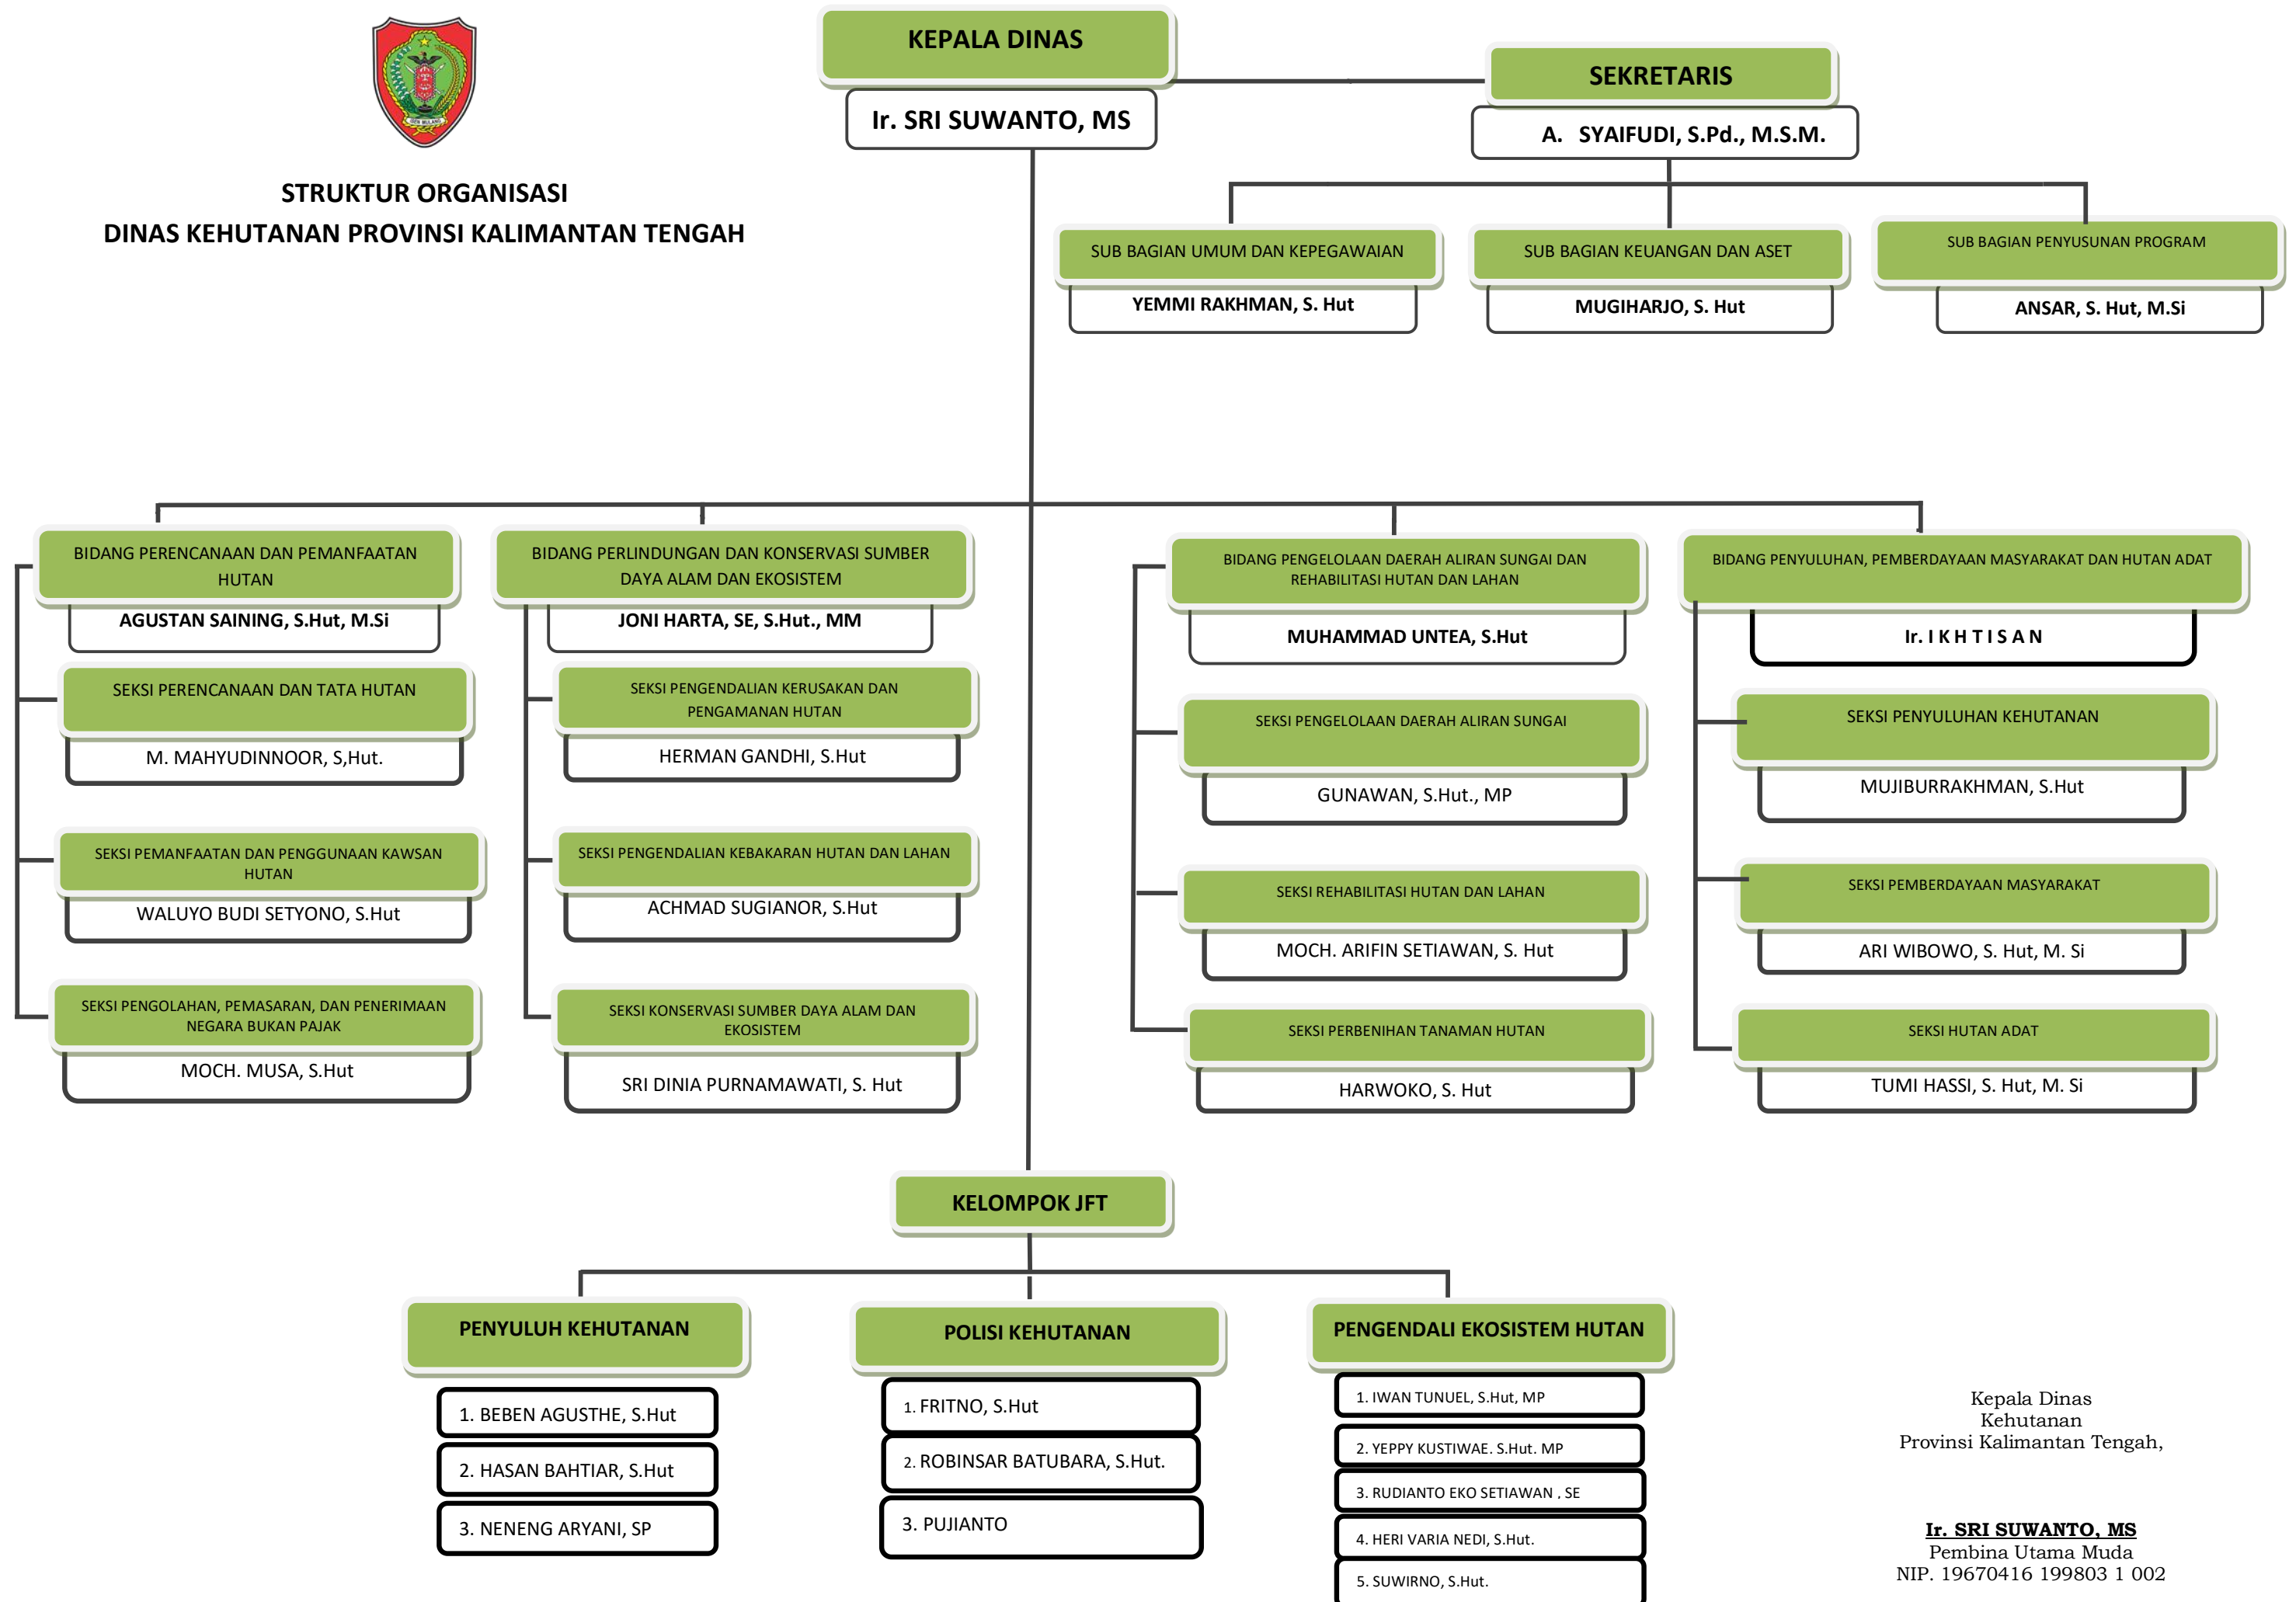 KEPALA DINAS
Ir. SRI SUWANTO, MS
SEKRETARIS
A. SYAIFUDI, S.Pd., M.S.M.
ISEN MULANG
STRUKTUR ORGANISASI
DINAS KEHUTANAN PROVINSI KALIMANTAN TENGAH
SUB BAGIAN UMUM DAN KEPEGAWAIAN
YEMMI RAKHMAN, S. Hut
SUB BAGIAN KEUANGAN DAN ASET
MUGIHARJO, S. Hut
SUB BAGIAN PENYUSUNAN PROGRAM
ANSAR, S. Hut, M.Si
BIDANG PERENCANAAN DAN PEMANFAATAN
HUTAN
AGUSTAN SAINING, S.Hut, M.Si
SEKSI PERENCANAAN DAN TATA HUTAN
M. MAHYUDINNOOR, S,Hut.
SEKSI PEMANFAATAN DAN PENGGUNAAN KAWSAN
HUTAN
WALUYO BUDI SETYONO, S.Hut
SEKSI PENGOLAHAN, PEMASARAN, DAN PENERIMAAN
NEGARA BUKAN PAJAK
MOCH. MUSA, S.Hut
BIDANG PERLINDUNGAN DAN KONSERVASI SUMBER
DAYA ALAM DAN EKOSISTEM
JONI HARTA, SE, S.Hut., MM
SEKSI PENGENDALIAN KERUSAKAN DAN
PENGAMANAN HUTAN
HERMAN GANDHI, S.Hut
SEKSI PENGENDALIAN KEBAKARAN HUTAN DAN LAHAN
ACHMAD SUGIANOR, S.Hut
SEKSI KONSERVASI SUMBER DAYA ALAM DAN
EKOSISTEM
SRI DINIA PURNAMAWATI, S. Hut
BIDANG PENGELOLAAN DAERAH ALIRAN SUNGAI DAN
REHABILITASI HUTAN DAN LAHAN
MUHAMMAD UNTEA, S.Hut
SEKSI PENGELOLAAN DAERAH ALIRAN SUNGAI
GUNAWAN, S.Hut., MP
SEKSI REHABILITASI HUTAN DAN LAHAN
MOCH. ARIFIN SETIAWAN, S. Hut
SEKSI PERBENIHAN TANAMAN HUTAN
HARWOKO, S. Hut
BIDANG PENYULUHAN, PEMBERDAYAAN MASYARAKAT DAN HUTAN ADAT
Ir. I K H T I S A N
SEKSI PENYULUHAN KEHUTANAN
MUJIBURRAKHMAN, S.Hut
SEKSI PEMBERDAYAAN MASYARAKAT
ARI WIBOWO, S. Hut, M. Si
SEKSI HUTAN ADAT
TUMI HASSI, S. Hut, M. Si
KELOMPOK JFT
PENYULUH KEHUTANAN
1. BEBEN AGUSTHE, S.Hut
2. HASAN BAHTIAR, S.Hut
3. NENENG ARYANI, SP
POLISI KEHUTANAN
1. FRITNO, S.Hut
2. ROBINSAR BATUBARA, S.Hut.
3. PUJIANTO
PENGENDALI EKOSISTEM HUTAN
1. IWAN TUNUEL, S.Hut, MP
2. YEPPY KUSTIWAE. S.Hut. MP
3. RUDIANTO EKO SETIAWAN , SE
4. HERI VARIA NEDI, S.Hut.
5. SUWIRNO, S.Hut.
Kepala Dinas
Kehutanan
Provinsi Kalimantan Tengah,
Ir. SRI SUWANTO, MS
Pembina Utama Muda
NIP. 19670416 199803 1 002